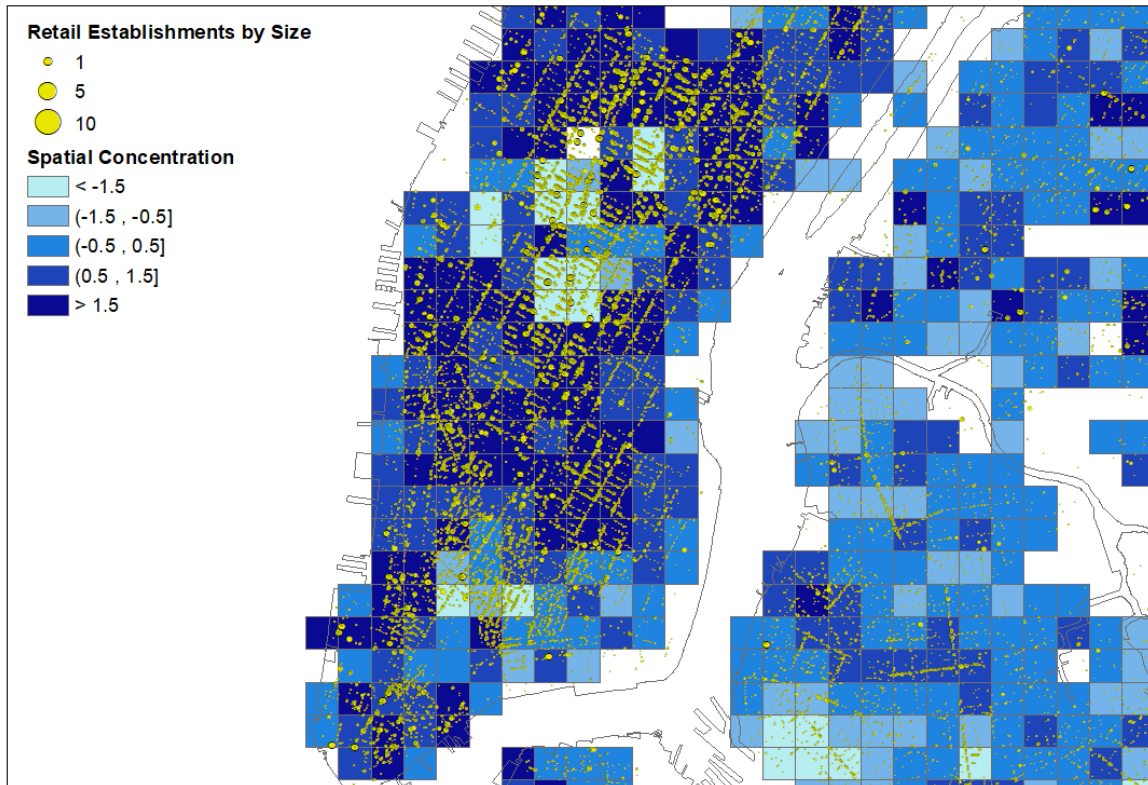 Retail Establishments by Size
1
5
10
Spatial Concentration
< -1.5
(-1.5 , -0.5]
(-0.5 , 0.5]
(0.5 , 1.5]
> 1.5